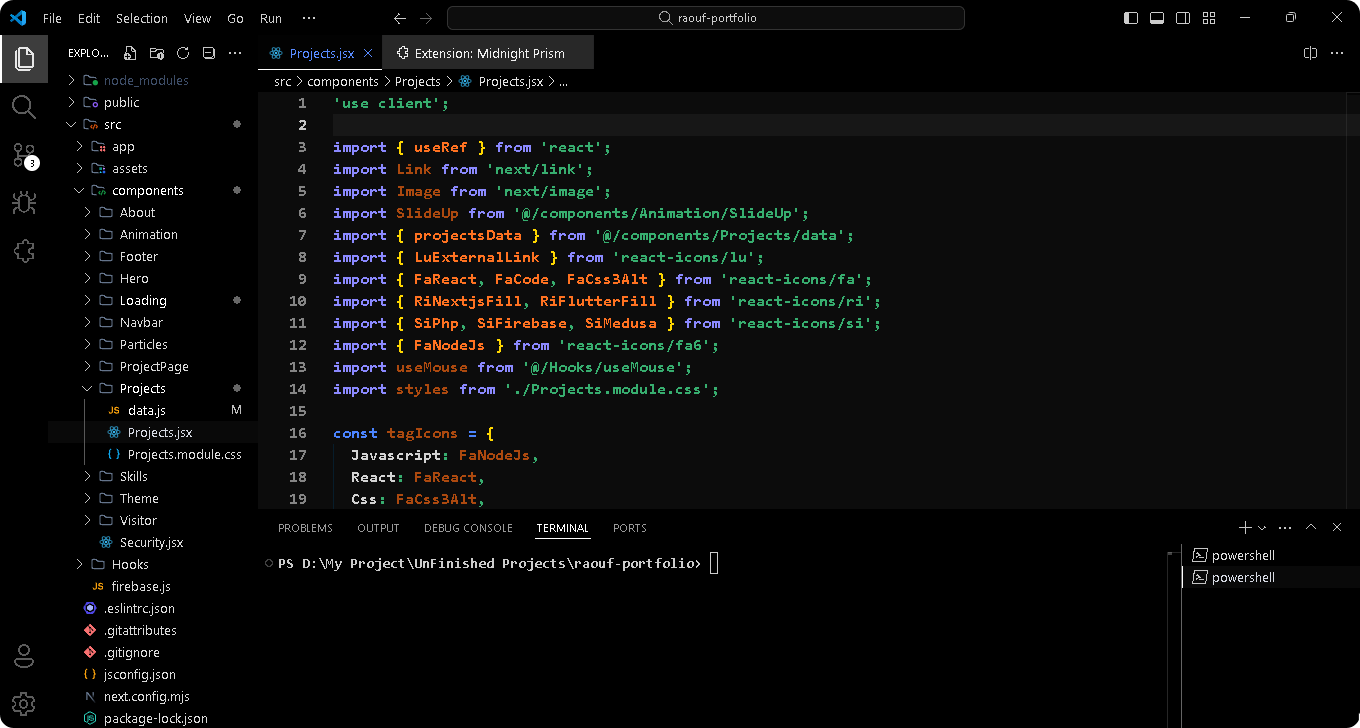 File Edit Selection View Go Run ···
raouf-portfolio
EXPLO...
node_modules
public
src
app
assets
components
About
Animation
Footer
Hero
Loading
Navbar
Particles
ProjectPage
Projects
JS data.js M
Projects.jsx
{ } Projects.module.css
Skills
Theme
Visitor
Security.jsx
Hooks
JS firebase.js
.eslintrc.json
.gitattributes
.gitignore
{ } jsconfig.json
N next.config.mjs
package-lock.json
3
Projects.jsx
Extension: Midnight Prism
src > components > Projects > Projects.jsx > ...
1 'use client';
2
3 import { useRef } from 'react';
4 import Link from 'next/link';
5 import Image from 'next/image';
6 import SlideUp from '@/components/Animation/SlideUp';
7 import { projectsData } from '@/components/Projects/data';
8 import { LuExternalLink } from 'react-icons/lu';
9 import { FaReact, FaCode, FaCss3Alt } from 'react-icons/fa';
10 import { RiNextjsFill, RiFlutterFill } from 'react-icons/ri';
11 import { SiPhp, SiFirebase, SiMedusa } from 'react-icons/si';
12 import { FaNodeJs } from 'react-icons/fa6';
13 import useMouse from '@/Hooks/useMouse';
14 import styles from './Projects.module.css';
15
16 const tagIcons = {
17 Javascript: FaNodeJs,
18 React: FaReact,
19 Css: FaCss3Alt,
PROBLEMS OUTPUT DEBUG CONSOLE TERMINAL PORTS
PS D:\My Project\UnFinished Projects\raouf-portfolio>
powershell
powershell